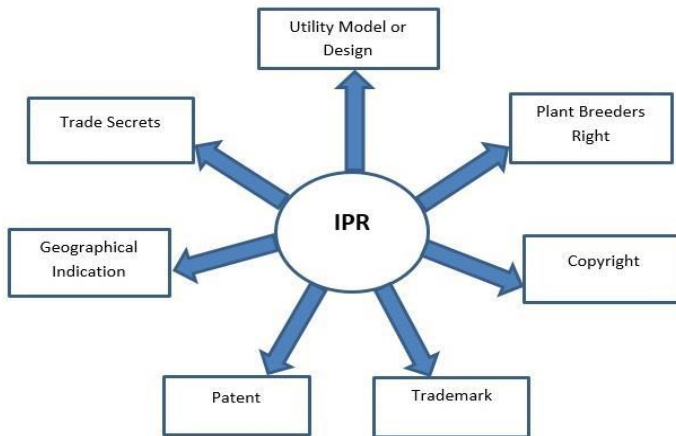 Utility Model or
Design
Trade Secrets
Plant Breeders
Right
IPR
Geographical
Indication
Copyright
Patent
Trademark